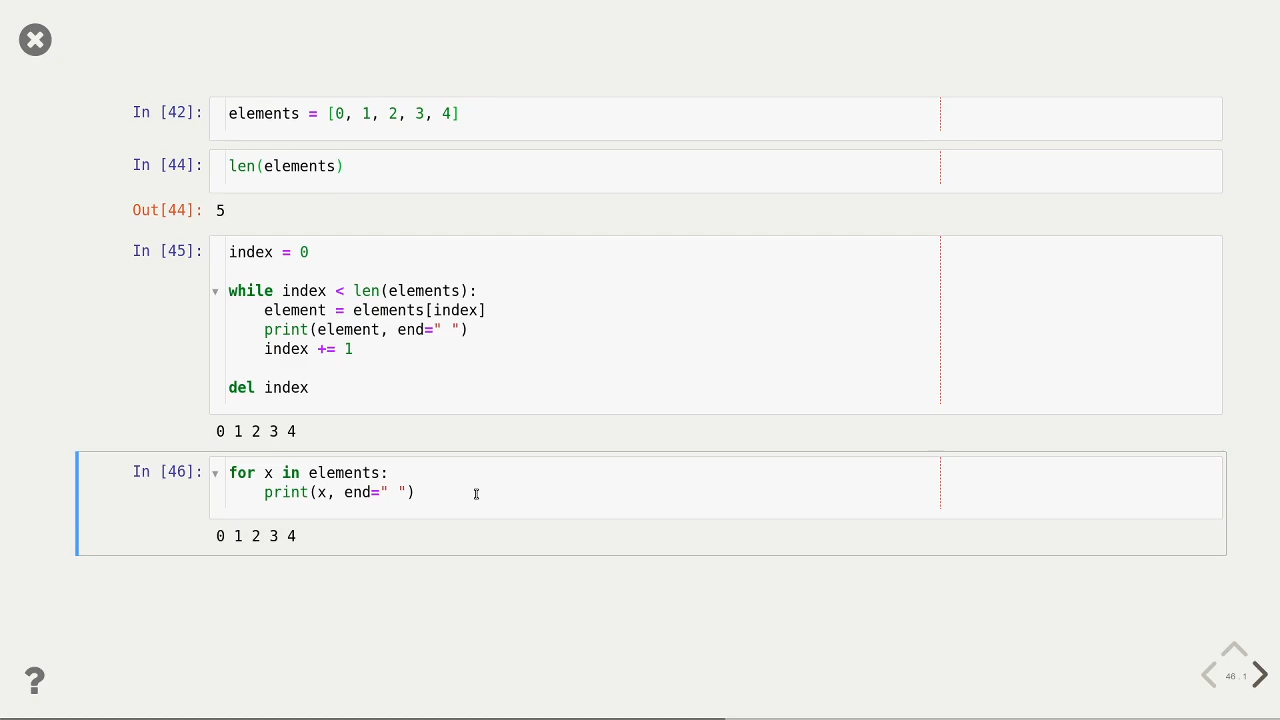 In [42]: elements = [0, 1, 2, 3, 4]
In [44]: len(elements)
Out[44]: 5
In [45]: index = 0
while index < len(elements):
    element = elements[index]
    print(element, end=" ")
    index += 1
del index
0 1 2 3 4
In [46]: for x in elements:
    print(x, end=" ")
0 1 2 3 4
?
46.1